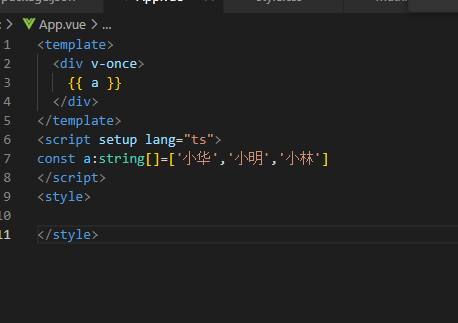 App.vue > ...
1 <template>
2 <div v-once>
3 {{ a }}
4 </div>
5 </template>
6 <script setup lang="ts">
7 const a:string[]=['小华','小明','小林']
8 </script>
9 <style>
10
11 </style>